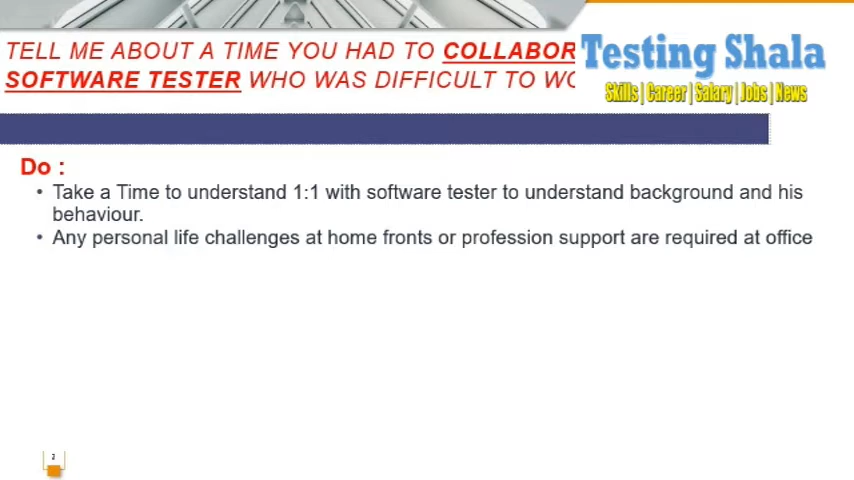 TELL ME ABOUT A TIME YOU HAD TO COLLABOR
SOFTWARE TESTER WHO WAS DIFFICULT TO WO
Testing Shala
Skills | Career | Salary | Jobs | News
Do :
• Take a Time to understand 1:1 with software tester to understand background and his
behaviour.
• Any personal life challenges at home fronts or profession support are required at office
2